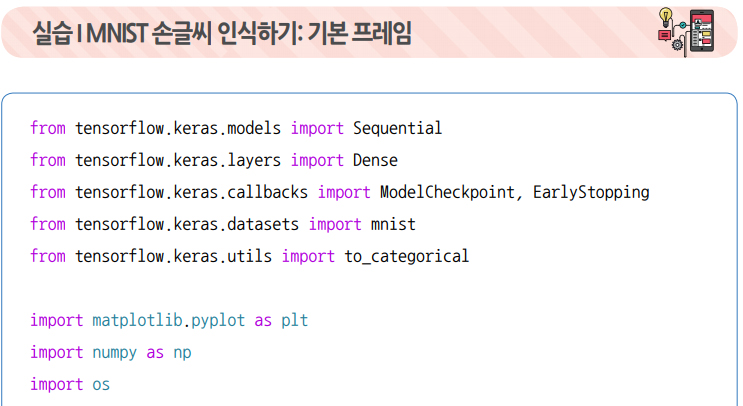 실습 I MNIST 손글씨 인식하기: 기본 프레임
from tensorflow.keras.models import Sequential
from tensorflow.keras.layers import Dense
from tensorflow.keras.callbacks import ModelCheckpoint, EarlyStopping
from tensorflow.keras.datasets import mnist
from tensorflow.keras.utils import to_categorical
import matplotlib.pyplot as plt
import numpy as np
import os